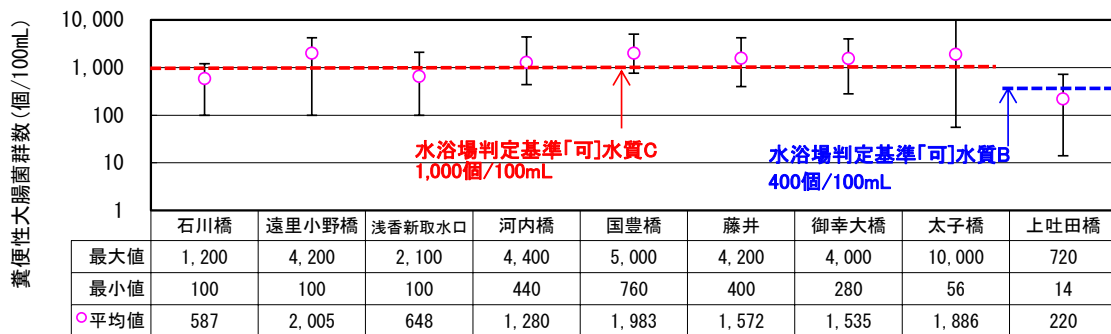 糞便性大腸菌群数(個/100mL)
10,000
1,000
100
10
1
水浴場判定基準「可]水質C
1,000個/100mL
水浴場判定基準「可]水質B
400個/100mL
石川橋 遠里小野橋 浅香新取水口 河内橋 国豊橋 藤井 御幸大橋 太子橋 上吐田橋
最大値 1,200 4,200 2,100 4,400 5,000 4,200 4,000 10,000 720
最小値 100 100 100 440 760 400 280 56 14
平均値 587 2,005 648 1,280 1,983 1,572 1,535 1,886 220